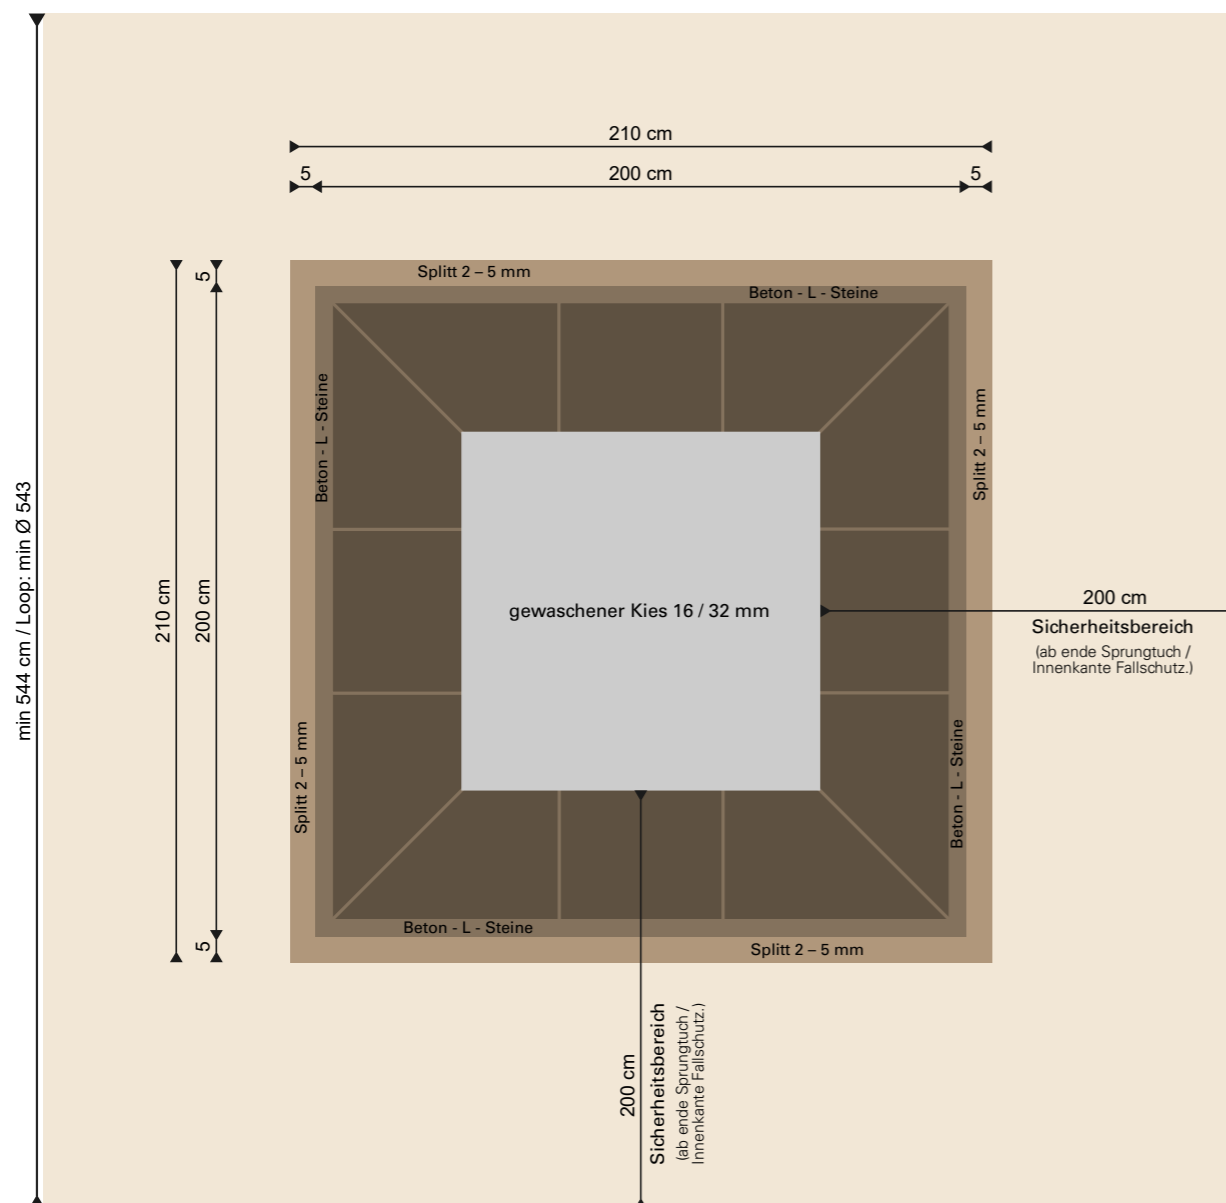 210 cm
5
200 cm
5
Splitt 2 – 5 mm
Beton - L - Steine
5
Beton - L - Steine
Splitt 2 – 5 mm
min 544 cm / Loop: min Ø 543
210 cm
200 cm
gewaschener Kies 16 / 32 mm
200 cm
Sicherheitsbereich
(ab ende Sprungtuch /
Innenkante Fallschutz.)
Splitt 2 – 5 mm
Beton - L - Steine
Beton - L - Steine
Splitt 2 – 5 mm
5
200 cm
Sicherheitsbereich
(ab ende Sprungtuch /
Innenkante Fallschutz.)